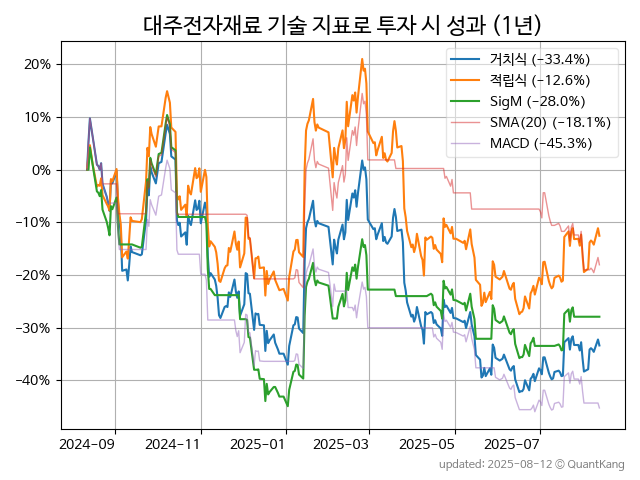 대주전자재료 기술 지표로 투자 시 성과 (1년)
거치식 (−33.4%)
적립식 (−12.6%)
SigM (−28.0%)
SMA(20) (−18.1%)
MACD (−45.3%)
20%
10%
0%
−10%
−20%
−30%
−40%
2024-09 2024-11 2025-01 2025-03 2025-05 2025-07
updated: 2025-08-12 © QuantKang